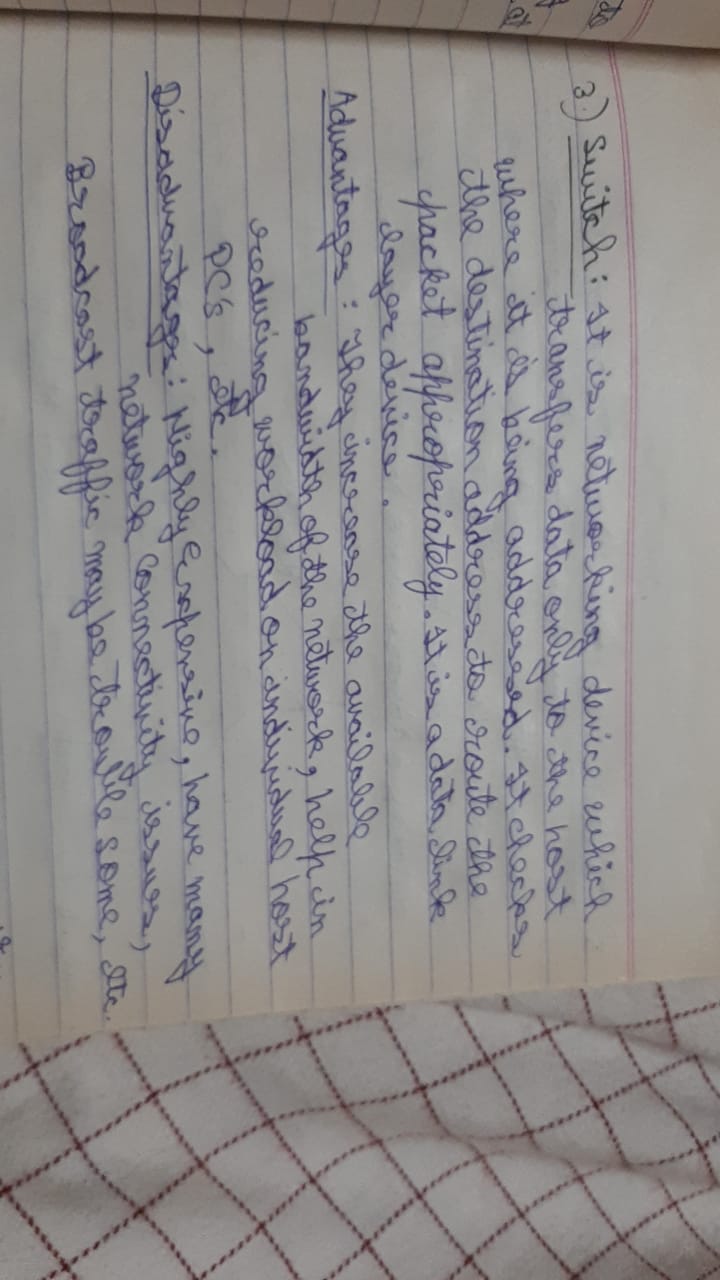 3.) Switch: It is networking device which
transfers data only to the host
where it is being addressed. It checks
the destination address to route the
packet appropriately. It is a data link
layer device.
Advantages: They increase the available
bandwidth of the network, help in
reducing workload on individual host
PC's, etc.
Disadvantages: Highly Expensive, have many
network connectivity issues,
Broadcast traffic may be trouble some, etc.